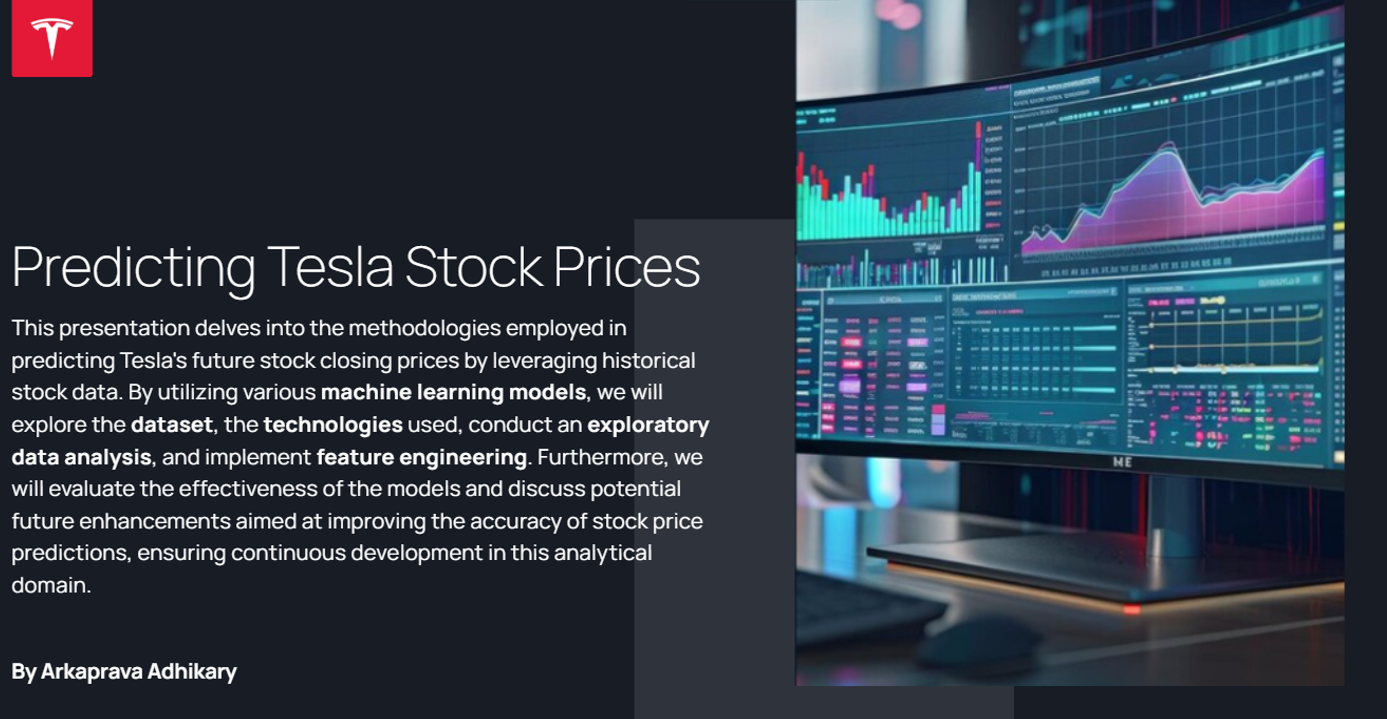 Predicting Tesla Stock Prices
This presentation delves into the methodologies employed in
predicting Tesla's future stock closing prices by leveraging historical
stock data. By utilizing various machine learning models, we will
explore the dataset, the technologies used, conduct an exploratory
data analysis, and implement feature engineering. Furthermore, we
will evaluate the effectiveness of the models and discuss potential
future enhancements aimed at improving the accuracy of stock price
predictions, ensuring continuous development in this analytical
domain.
By Arkaprava Adhikary